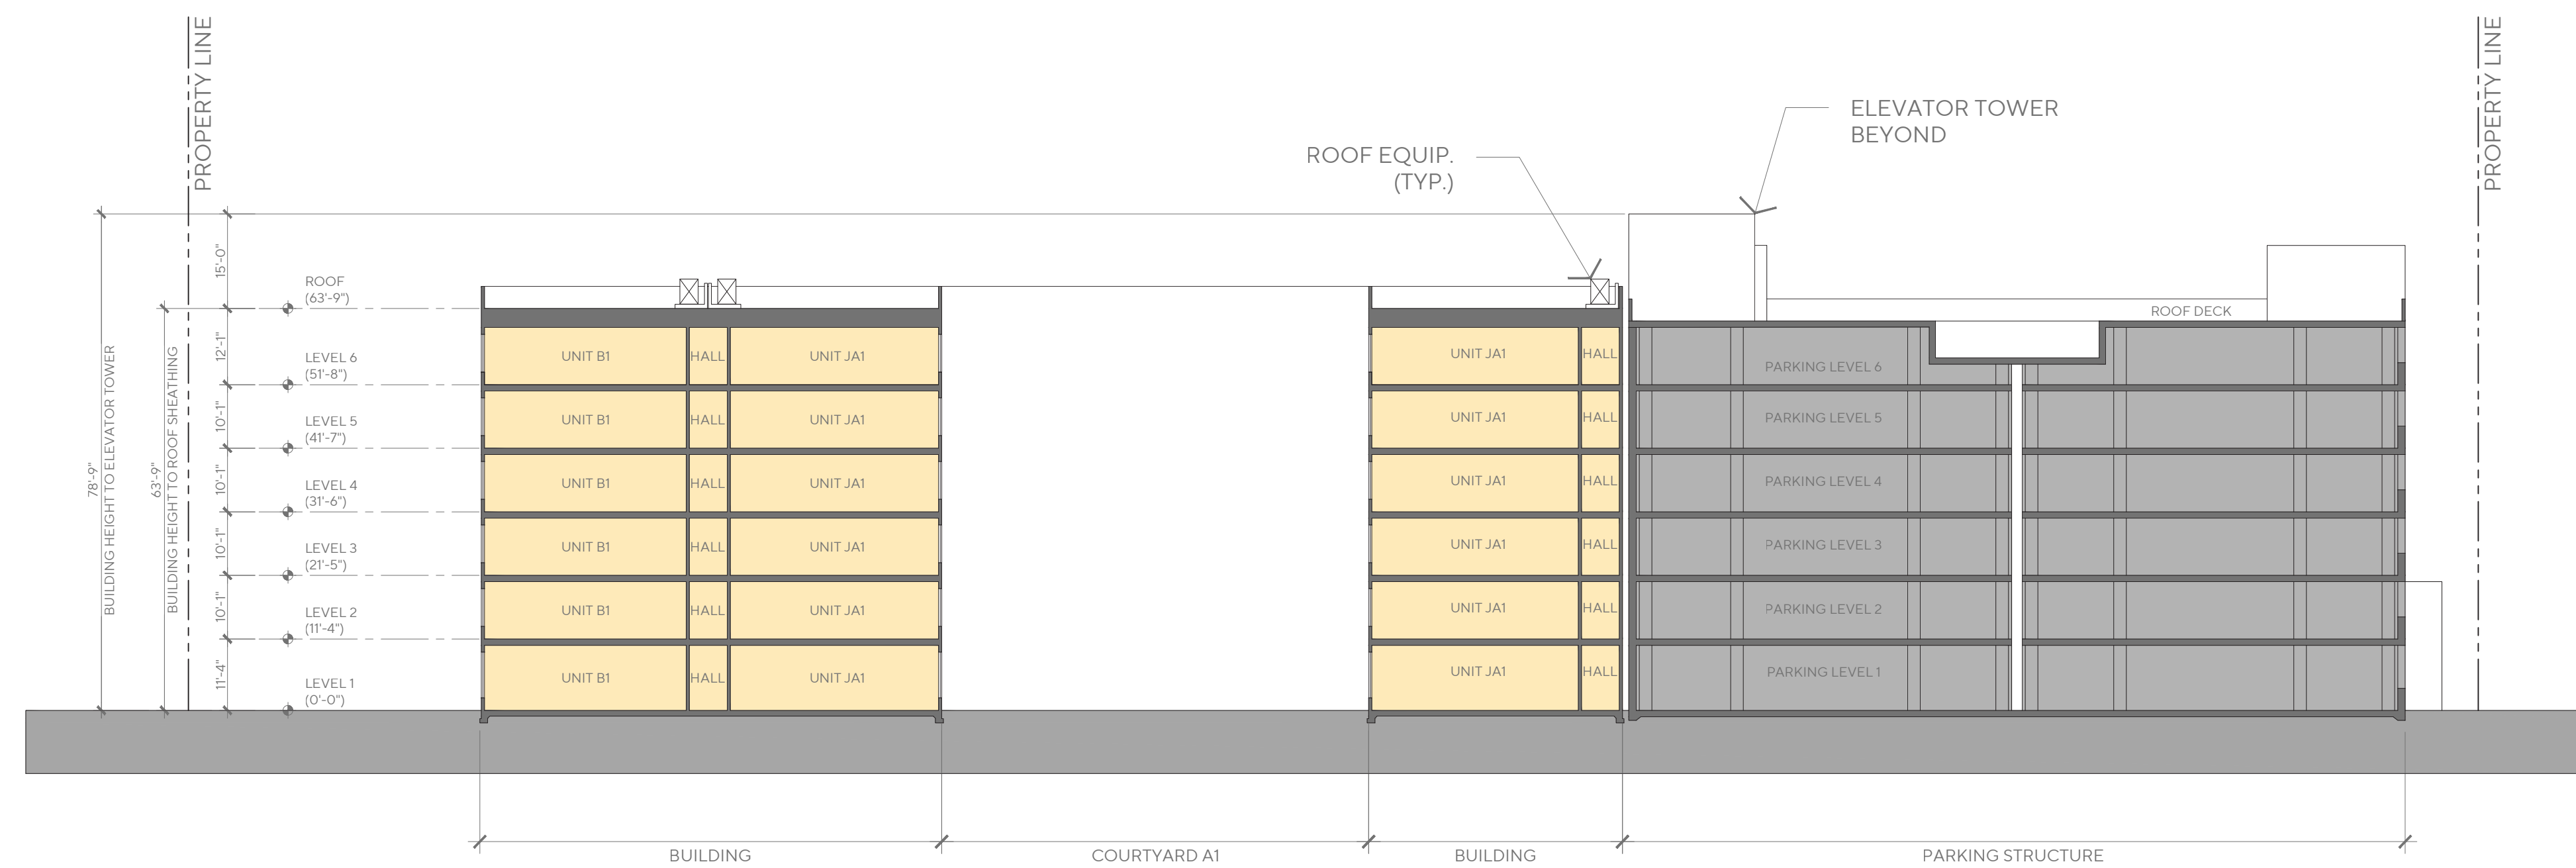 PROPERTY LINE
PROPERTY LINE
ELEVATOR TOWER
BEYOND
ROOF EQUIP.
(TYP.)
78'-9"
BUILDING HEIGHT TO ELEVATOR TOWER
63'-9"
BUILDING HEIGHT TO ROOF SHEATHING
15'-0"
12'-1"
10'-1"
10'-1"
10'-1"
10'-1"
11'-4"
ROOF
(63'-9")
LEVEL 6
(51'-8")
LEVEL 5
(41'-7")
LEVEL 4
(31'-6")
LEVEL 3
(21'-5")
LEVEL 2
(11'-4")
LEVEL 1
(0'-0")
ROOF DECK
UNIT B1 HALL UNIT JA1 UNIT JA1 HALL PARKING LEVEL 6
UNIT B1 HALL UNIT JA1 UNIT JA1 HALL PARKING LEVEL 5
UNIT B1 HALL UNIT JA1 UNIT JA1 HALL PARKING LEVEL 4
UNIT B1 HALL UNIT JA1 UNIT JA1 HALL PARKING LEVEL 3
UNIT B1 HALL UNIT JA1 UNIT JA1 HALL PARKING LEVEL 2
UNIT B1 HALL UNIT JA1 UNIT JA1 HALL PARKING LEVEL 1
BUILDING COURTYARD A1 BUILDING PARKING STRUCTURE